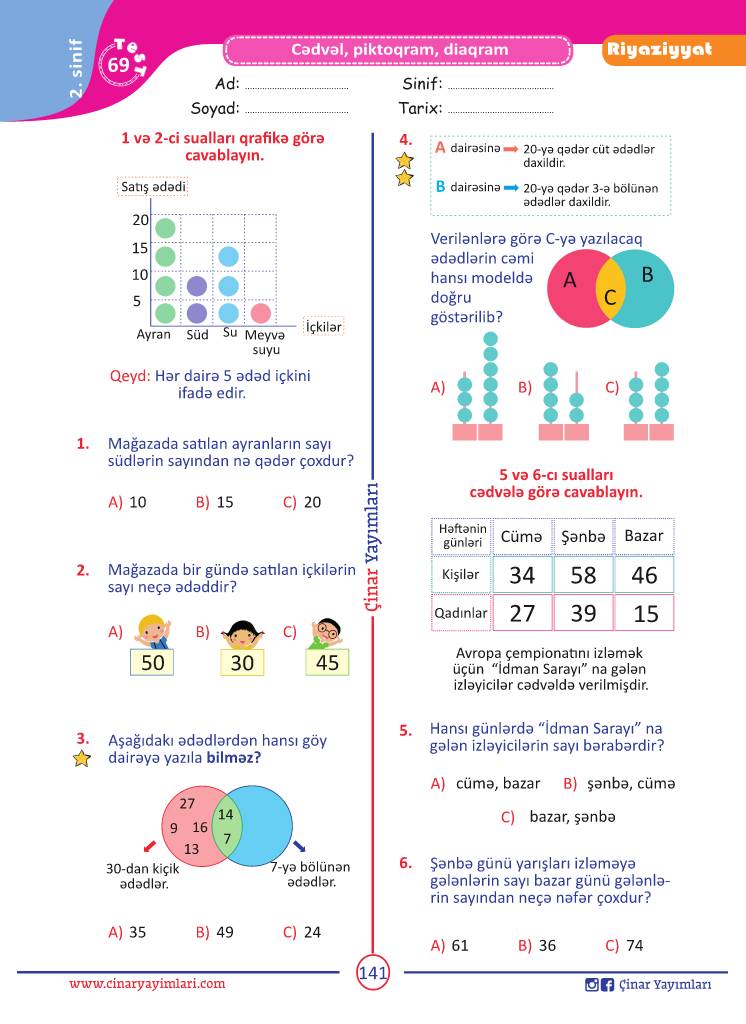 2. sinif
Test
69
Cədvəl, piktoqram, diaqram
Riyaziyyat
Ad: ..........................
Sinif: ..........................
Soyad: ..........................
Tarix: ..........................
1 və 2-ci sualları qrafikə görə
cavablayın.
Satış ədədi
20
15
10
5
Ayran Süd Su Meyvə
suyu
İçkilər
Qeyd: Hər dairə 5 ədəd içkini
ifadə edir.
1. Mağazada satılan ayranların sayı
südlərin sayından nə qədər çoxdur?
A) 10 B) 15 C) 20
2. Mağazada bir gündə satılan içkilərin
sayı neçə ədəddir?
A) B) C)
50 30 45
3. Aşağıdakı ədədlərdən hansı göy
dairəyə yazıla bilməz?
27
9 16
13
14
7
30-dan kiçik
ədədlər.
7-yə bölünən
ədədlər.
A) 35 B) 49 C) 24
Çinar Yayımları
4. A dairəsinə 20-yə qədər cüt ədədlər
daxildir.
B dairəsinə 20-yə qədər 3-ə bölünən
ədədlər daxildir.
Verilənlərə görə C-yə yazılacaq
ədədlərin cəmi
hansı modeldə
doğru
göstərilib?
A
C
B
A) B) C)
5 və 6-cı sualları
cədvələ görə cavablayın.
Həftənin
günləri
Cümə Şənbə Bazar
Kişilər 34 58 46
Qadınlar 27 39 15
Avropa çempionatını izləmək
üçün “İdman Sarayı” na gələn
izləyicilər cədvəldə verilmişdir.
5. Hansı günlərdə “İdman Sarayı” na
gələn izləyicilərin sayı bərabərdir?
A) cümə, bazar B) şənbə, cümə
C) bazar, şənbə
6. Şənbə günü yarışları izləməyə
gələnlərin sayı bazar günü gələnlə-
rin sayından neçə nəfər çoxdur?
A) 61 B) 36 C) 74
www.cinaryayimlari.com
141
Çinar Yayımları